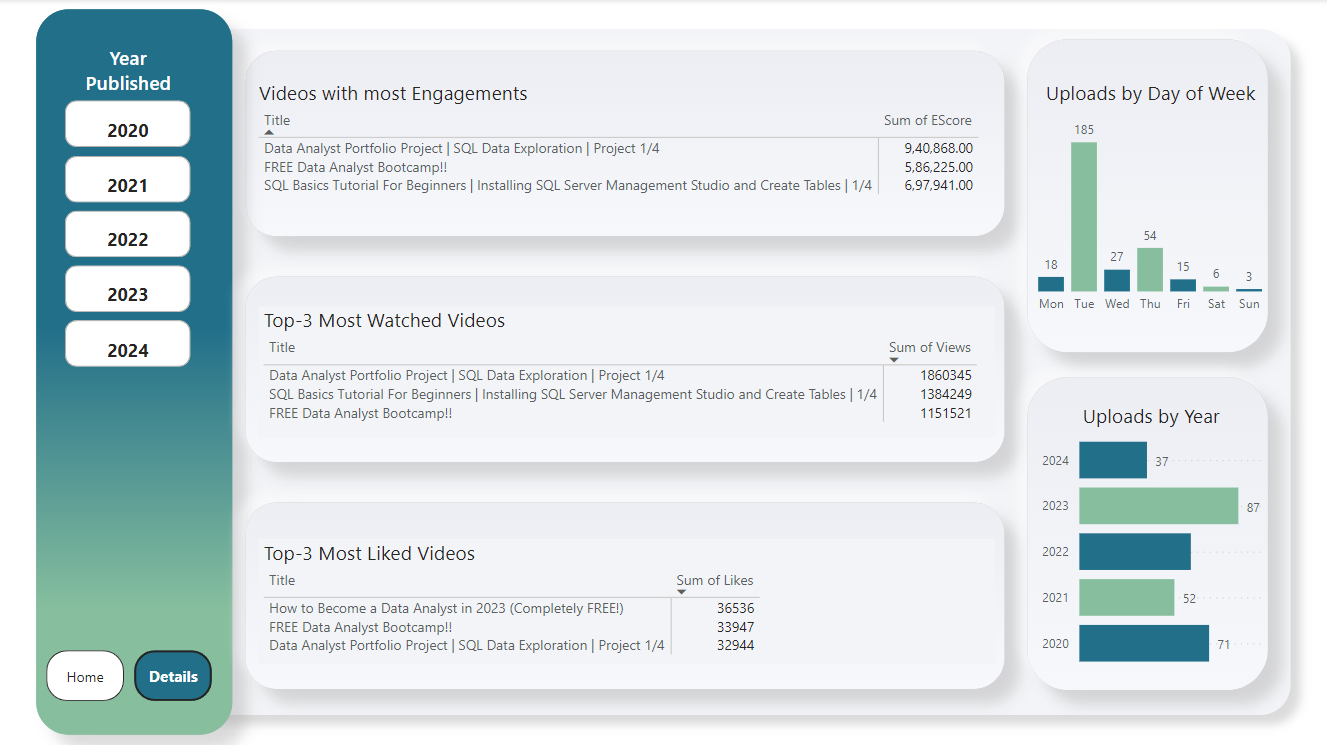 Year
Published
2020
2021
2022
2023
2024
Home
Details
Videos with most Engagements
Title Sum of EScore
Data Analyst Portfolio Project | SQL Data Exploration | Project 1/4 9,40,868.00
FREE Data Analyst Bootcamp!! 5,86,225.00
SQL Basics Tutorial For Beginners | Installing SQL Server Management Studio and Create Tables | 1/4 6,97,941.00
Top-3 Most Watched Videos
Title Sum of Views
Data Analyst Portfolio Project | SQL Data Exploration | Project 1/4 1860345
SQL Basics Tutorial For Beginners | Installing SQL Server Management Studio and Create Tables | 1/4 1384249
FREE Data Analyst Bootcamp!! 1151521
Top-3 Most Liked Videos
Title Sum of Likes
How to Become a Data Analyst in 2023 (Completely FREE!) 36536
FREE Data Analyst Bootcamp!! 33947
Data Analyst Portfolio Project | SQL Data Exploration | Project 1/4 32944
Uploads by Day of Week
185
54
27
18
15
6
3
Mon Tue Wed Thu Fri Sat Sun
Uploads by Year
2024 37
2023 87
2022
2021 52
2020 71